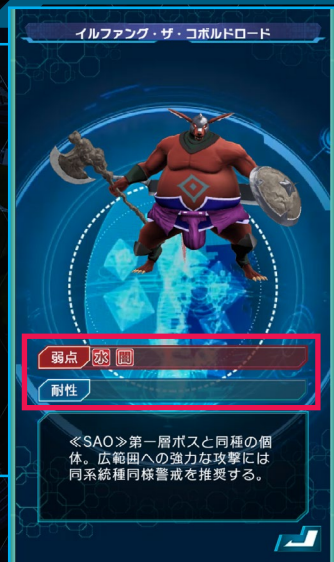 イルファング・ザ・コボルドロード
弱点 水 闇
耐性
≪SAO≫第一層ボスと同種の個
体。広範囲への強力な攻撃には
同系統種同様警戒を推奨する。